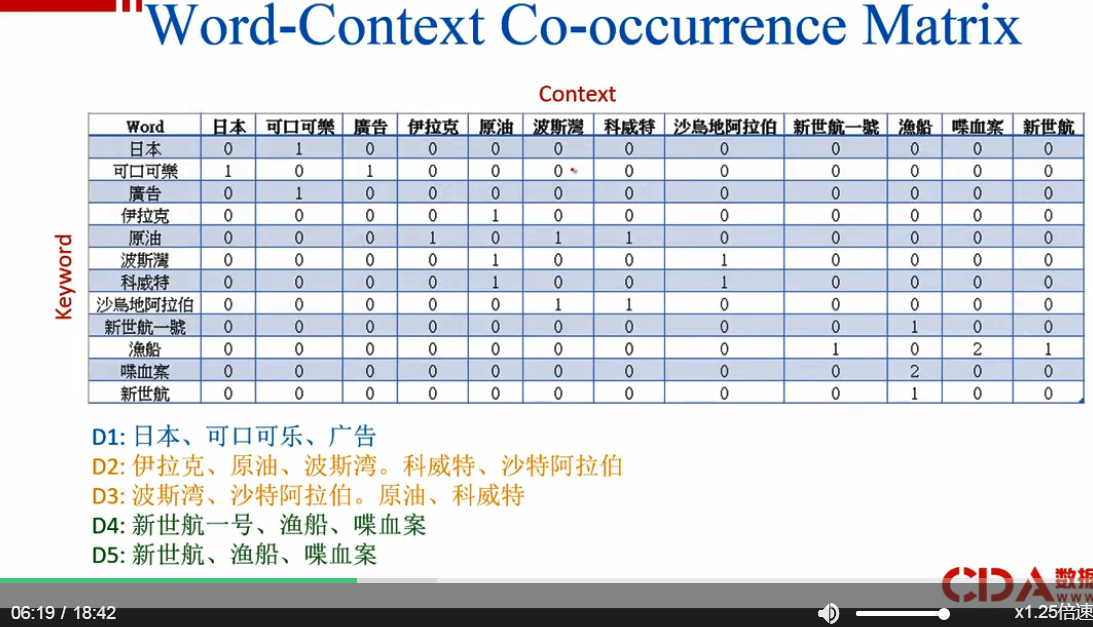 Word-Context Co-occurrence Matrix
Context
Word 日本 可口可樂 廣告 伊拉克 原油 波斯灣 科威特 沙烏地阿拉伯 新世航一號 漁船 喋血案 新世航
日本 0 1 0 0 0 0 0 0 0 0 0 0
可口可樂 1 0 1 0 0 0 0 0 0 0 0 0
廣告 0 1 0 0 0 0 0 0 0 0 0 0
伊拉克 0 0 0 0 1 0 0 0 0 0 0 0
原油 0 0 0 1 0 1 1 0 0 0 0 0
波斯灣 0 0 0 0 1 0 0 1 0 0 0 0
科威特 0 0 0 0 1 0 0 1 0 0 0 0
沙烏地阿拉伯 0 0 0 0 0 1 1 0 0 0 0 0
新世航一號 0 0 0 0 0 0 0 0 0 1 0 0
漁船 0 0 0 0 0 0 0 0 1 0 2 1
喋血案 0 0 0 0 0 0 0 0 0 2 0 0
新世航 0 0 0 0 0 0 0 0 0 1 0 0
Keyword
D1: 日本、可口可乐、广告
D2: 伊拉克、原油、波斯湾。科威特、沙特阿拉伯
D3: 波斯湾、沙特阿拉伯。原油、科威特
D4: 新世航一号、渔船、喋血案
D5: 新世航、渔船、喋血案
CDA 数据
www
06:19 / 18:42
x1.25倍速